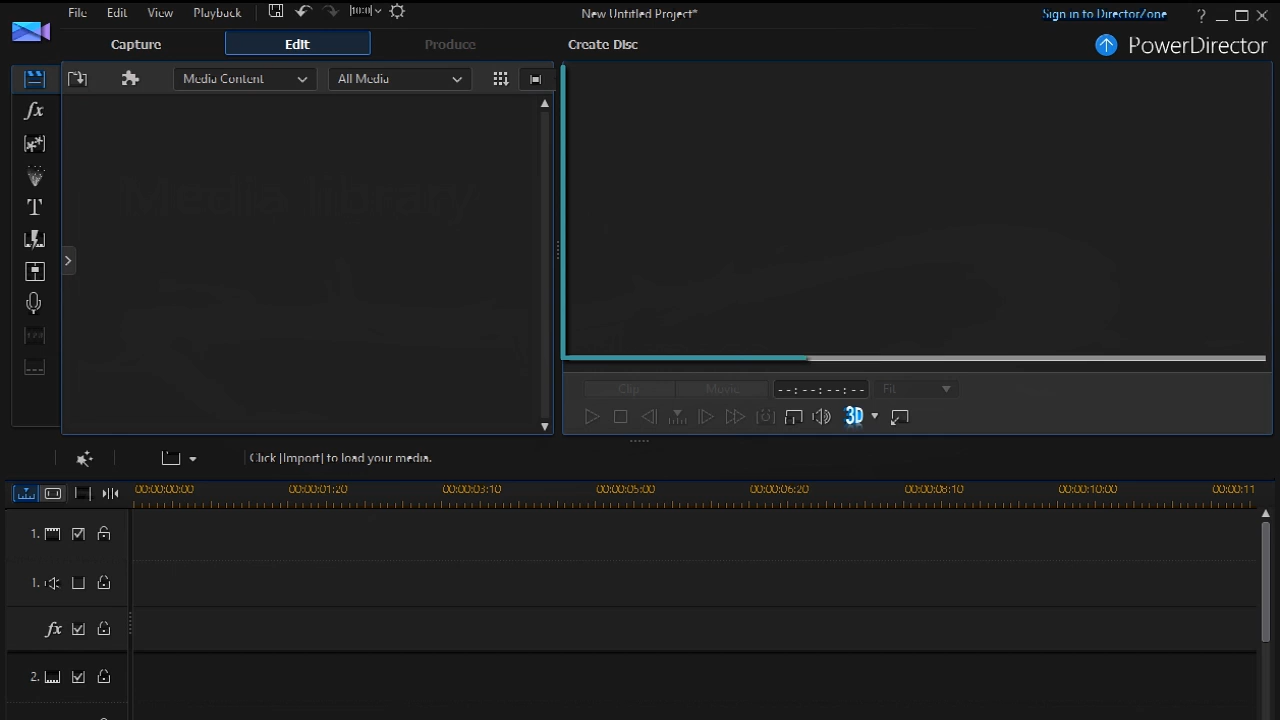 File Edit View Playback
New Untitled Project*
Sign in to DirectorZone
?
Capture Edit Produce Create Disc
PowerDirector
Media Content All Media
fx
Media library
T
Clip Movie --:--:--:-- Fit
3D
Click [Import] to load your media.
00:00:00:00 00:00:01:20 00:00:03:10 00:00:05:00 00:00:06:20 00:00:08:10 00:00:10:00 00:00:11
1.
1.
fx
2.